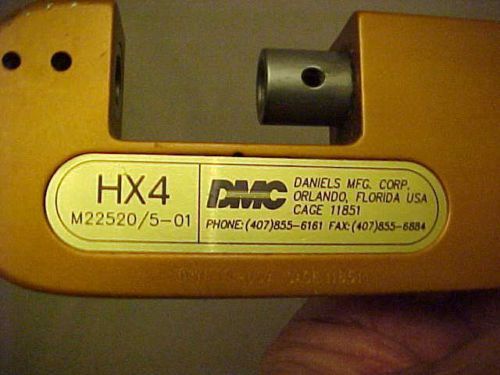 HX4
M22520/5-01
DMC
DANIELS MFG. CORP.
ORLANDO, FLORIDA USA
CAGE 11851
PHONE:(407)855-6161 FAX:(407)855-6884